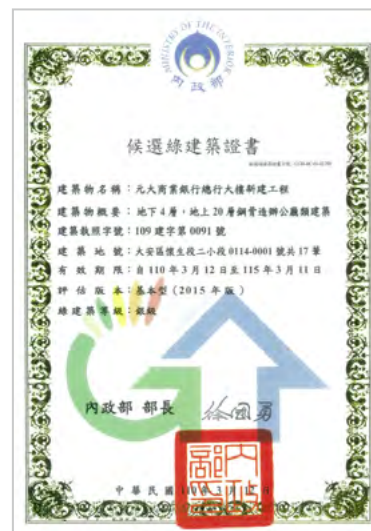 MINISTRY OF THE INTERIOR
內政部
候選綠建築證書
建築物名稱：元大商業銀行總行大樓新建工程
建築物概要：地下4層，地上20層鋼骨造辦公廳類建築
建築執照字號：109建字第0091號
建築地號：大安區懷生段二小段0114-0001號共17筆
有效期限：自110年3月12日至115年3月11日
評估版本：基本型（2015年版）
綠建築等級：銀級
內政部 部長 徐國勇